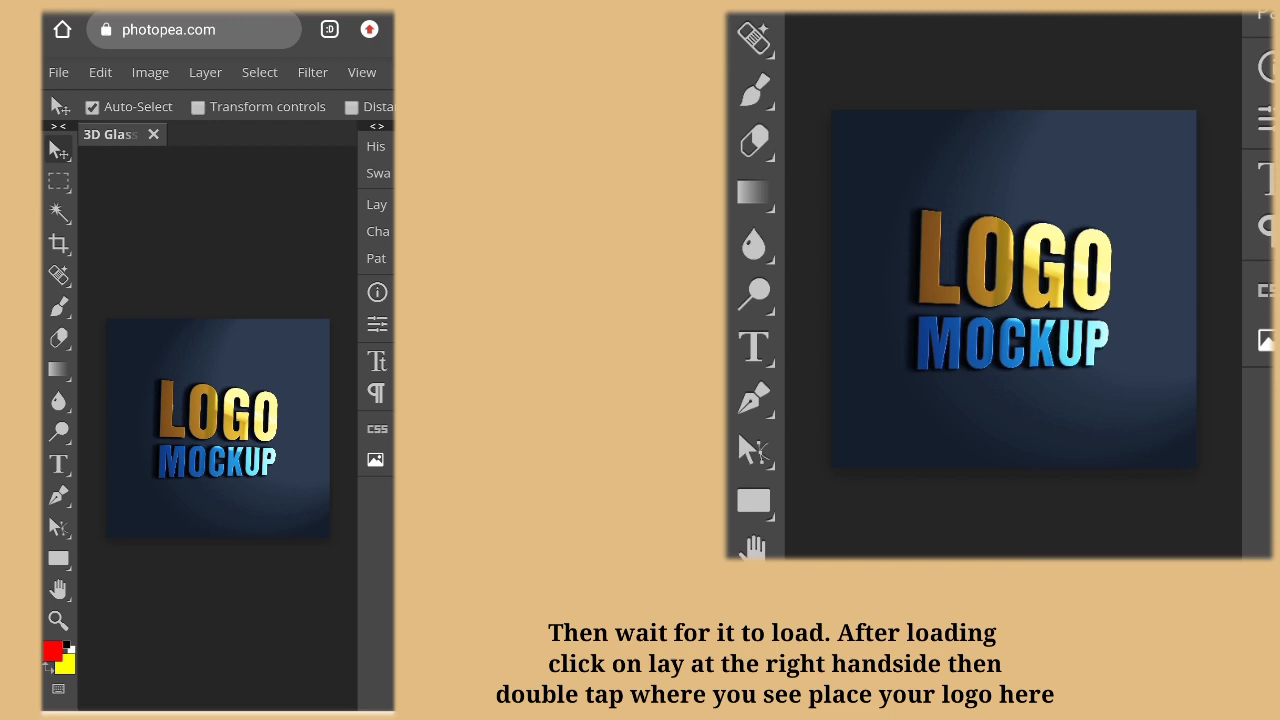 photopea.com
:D
File Edit Image Layer Select Filter View
Auto-Select Transform controls Dista
> < < >
3D Glass
His
Swa
Lay
Cha
Pat
CSS
LOGO
MOCKUP
LOGO
MOCKUP
Then wait for it to load. After loading
click on lay at the right handside then
double tap where you see place your logo here